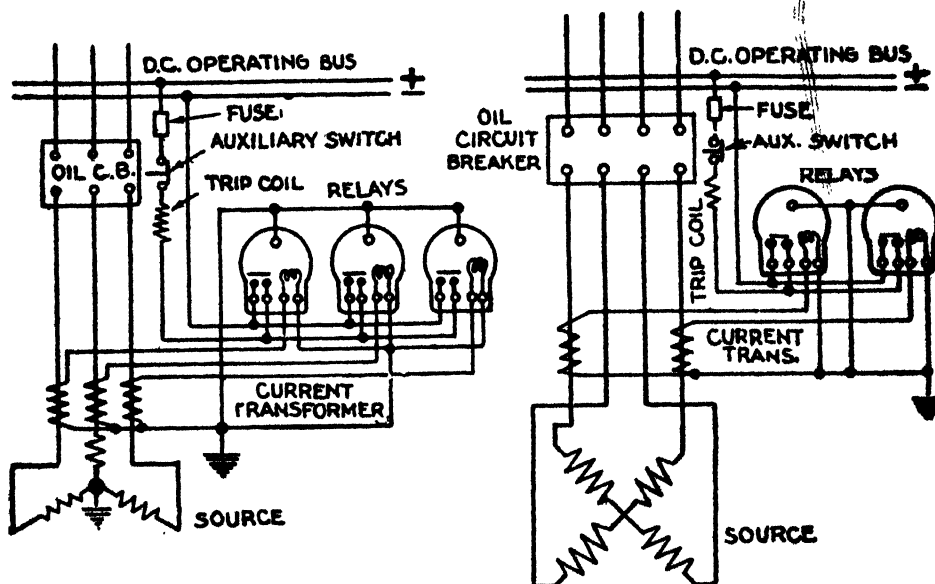 D.C. OPERATING BUS
+
−
FUSE.
AUXILIARY SWITCH
OIL C.B.
TRIP COIL
RELAYS
CURRENT
TRANSFORMER
SOURCE
D.C. OPERATING BUS
+
−
OIL
CIRCUIT
BREAKER
FUSE
AUX. SWITCH
RELAYS
TRIP COIL
CURRENT
TRANS.
SOURCE